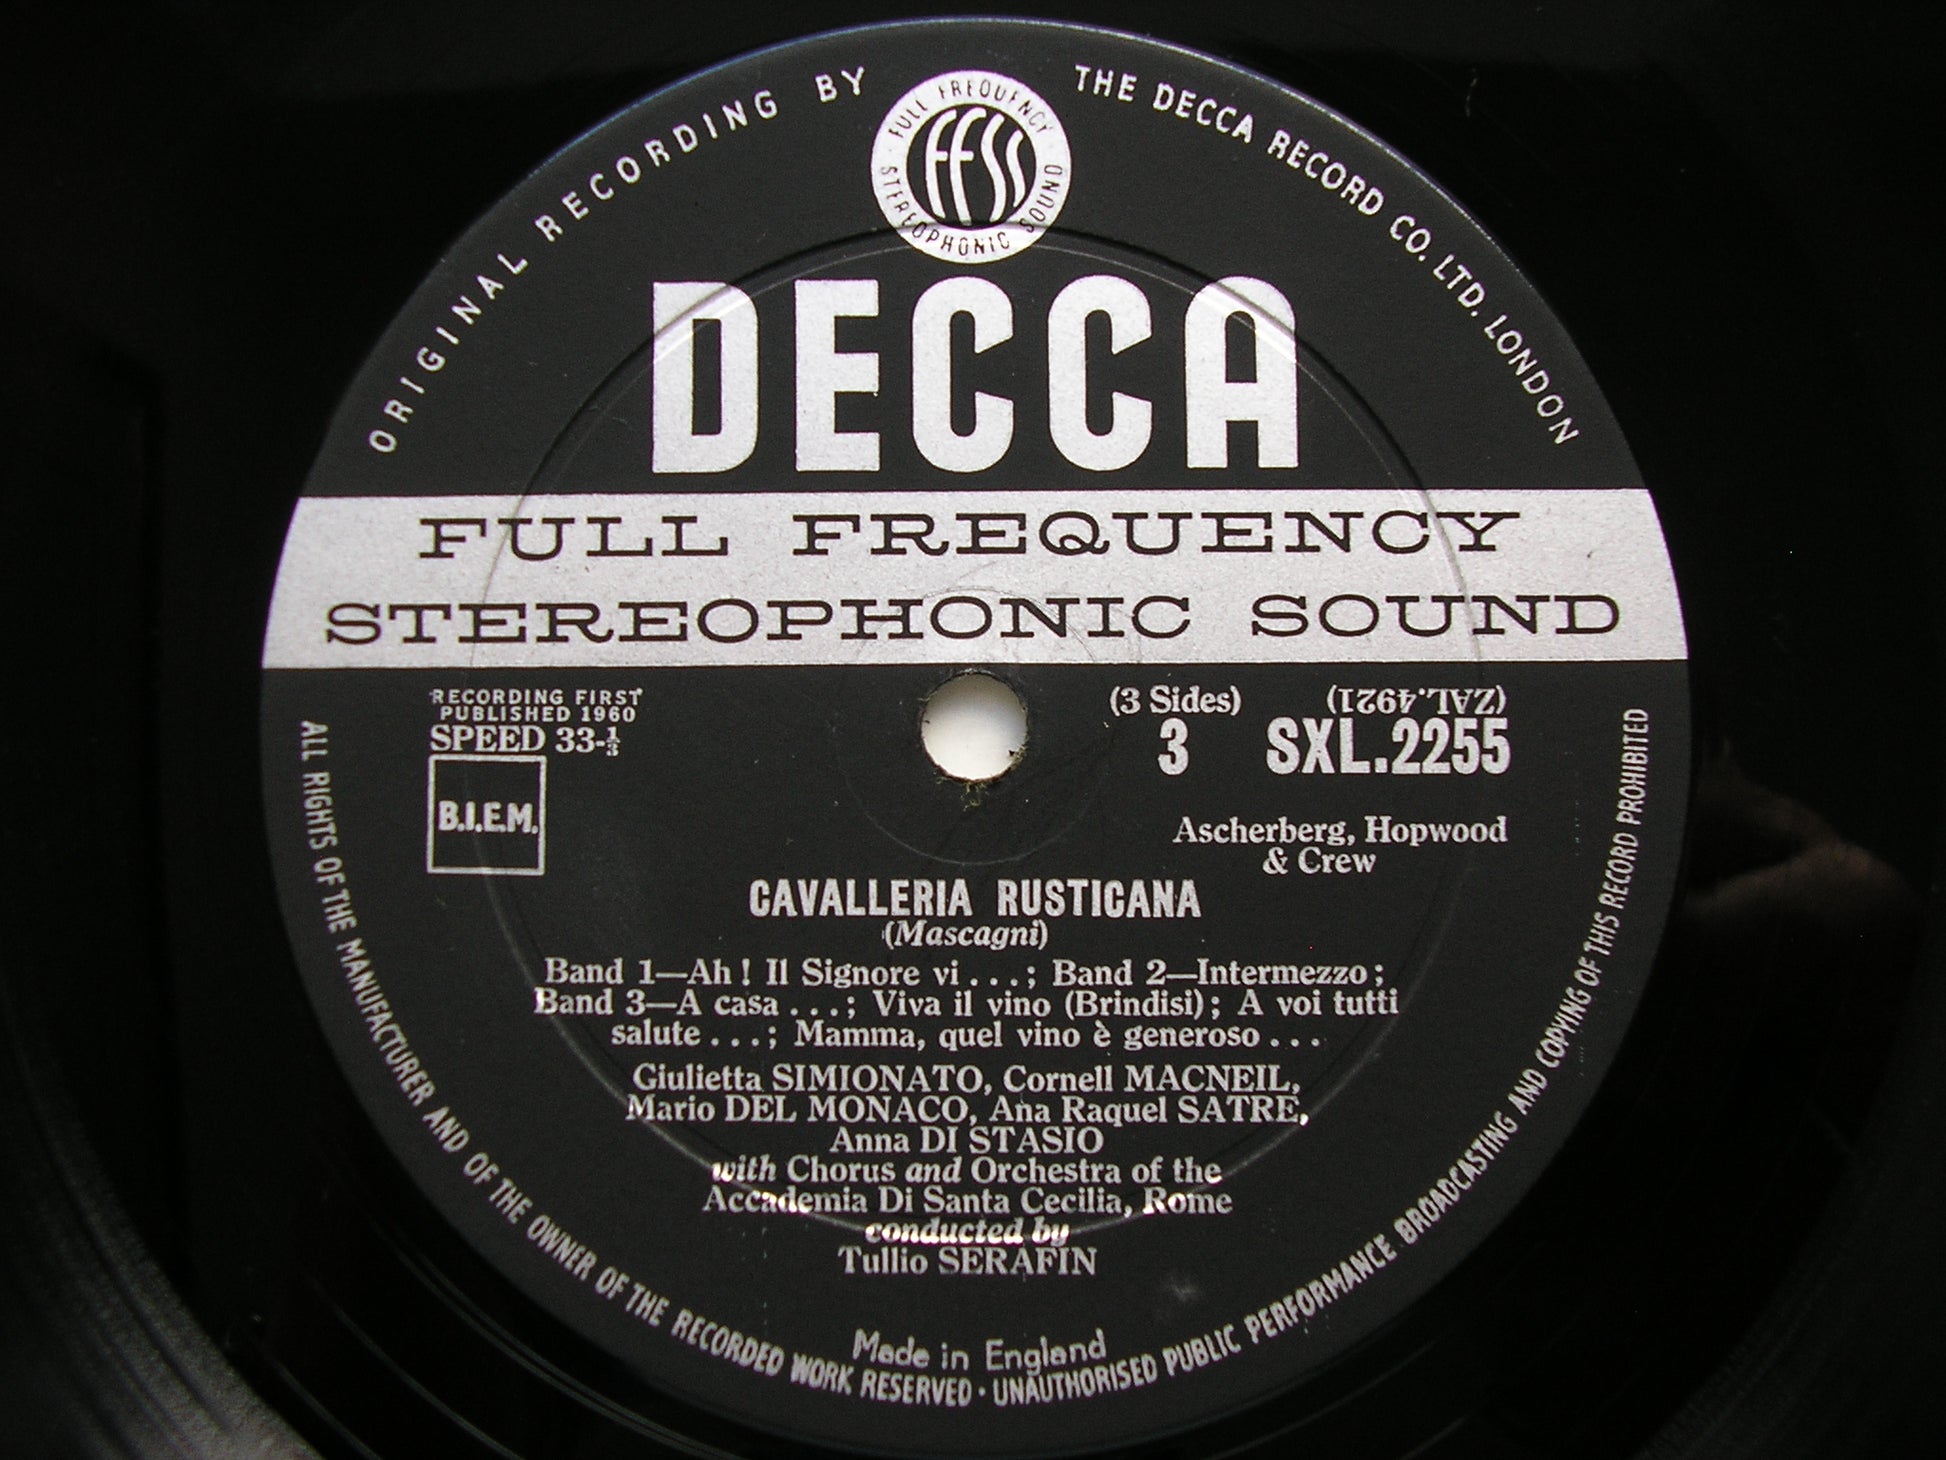 ORIGINAL RECORDING BY THE DECCA RECORD CO. LTD. LONDON
FULL FREQUENCY
STEREOPHONIC SOUND
FFSS
DECCA
FULL FREQUENCY
STEREOPHONIC SOUND
RECORDING FIRST
PUBLISHED 1960
SPEED 33-⅓
B.I.E.M.
(3 Sides)
3
(ZAL.4921)
SXL.2255
Ascherberg, Hopwood
& Crew
CAVALLERIA RUSTICANA
(Mascagni)
Band 1—Ah! Il Signore vi...; Band 2—Intermezzo;
Band 3—A casa ...; Viva il vino (Brindisi); A voi tutti
salute ...; Mamma, quel vino è generoso ...
Giulietta SIMIONATO, Cornell MACNEIL,
Mario DEL MONACO, Ana Raquel SATRE,
Anna DI STASIO
with Chorus and Orchestra of the
Accademia Di Santa Cecilia, Rome
conducted by
Tullio SERAFIN
Made in England
ALL RIGHTS OF THE MANUFACTURER AND OF THE OWNER OF THE RECORDED WORK RESERVED · UNAUTHORISED PUBLIC PERFORMANCE BROADCASTING AND COPYING OF THIS RECORD PROHIBITED